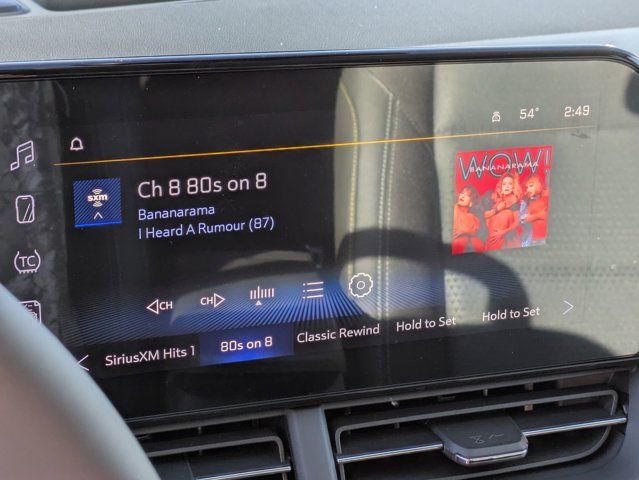 54° 2:49
sxm
Ch 8 80s on 8
Bananarama
I Heard A Rumour (87)
WOW!
BANANARAMA
TC
CH CH
SiriusXM Hits 1 80s on 8 Classic Rewind Hold to Set Hold to Set